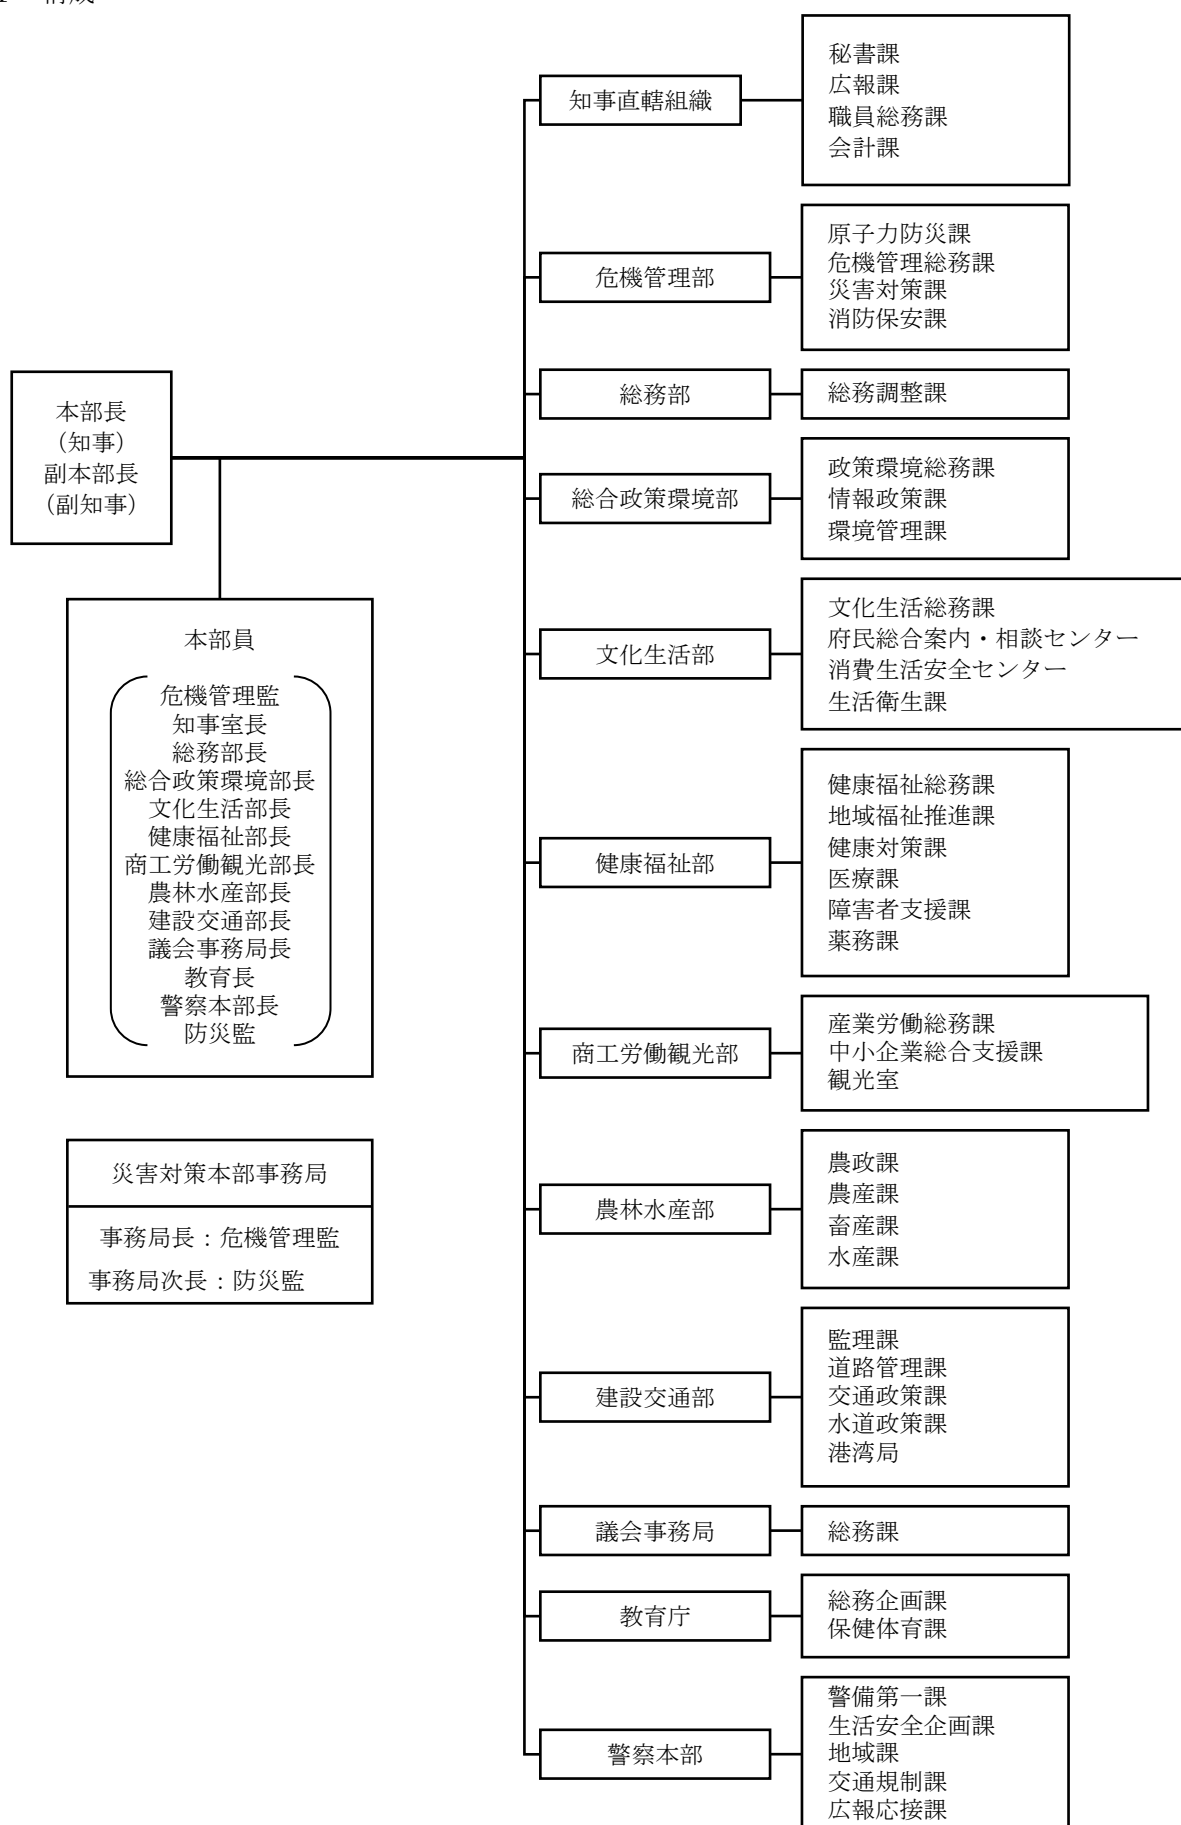 構成
本部長
(知事)
副本部長
(副知事)
本部員
危機管理監
知事室長
総務部長
総合政策環境部長
文化生活部長
健康福祉部長
商工労働観光部長
農林水産部長
建設交通部長
議会事務局長
教育長
警察本部長
防災監
災害対策本部事務局
事務局長：危機管理監
事務局次長：防災監
知事直轄組織
秘書課
広報課
職員総務課
会計課
危機管理部
原子力防災課
危機管理総務課
災害対策課
消防保安課
総務部
総務調整課
総合政策環境部
政策環境総務課
情報政策課
環境管理課
文化生活部
文化生活総務課
府民総合案内・相談センター
消費生活安全センター
生活衛生課
健康福祉部
健康福祉総務課
地域福祉推進課
健康対策課
医療課
障害者支援課
薬務課
商工労働観光部
産業労働総務課
中小企業総合支援課
観光室
農林水産部
農政課
農産課
畜産課
水産課
建設交通部
監理課
道路管理課
交通政策課
水道政策課
港湾局
議会事務局
総務課
教育庁
総務企画課
保健体育課
警察本部
警備第一課
生活安全企画課
地域課
交通規制課
広報応接課